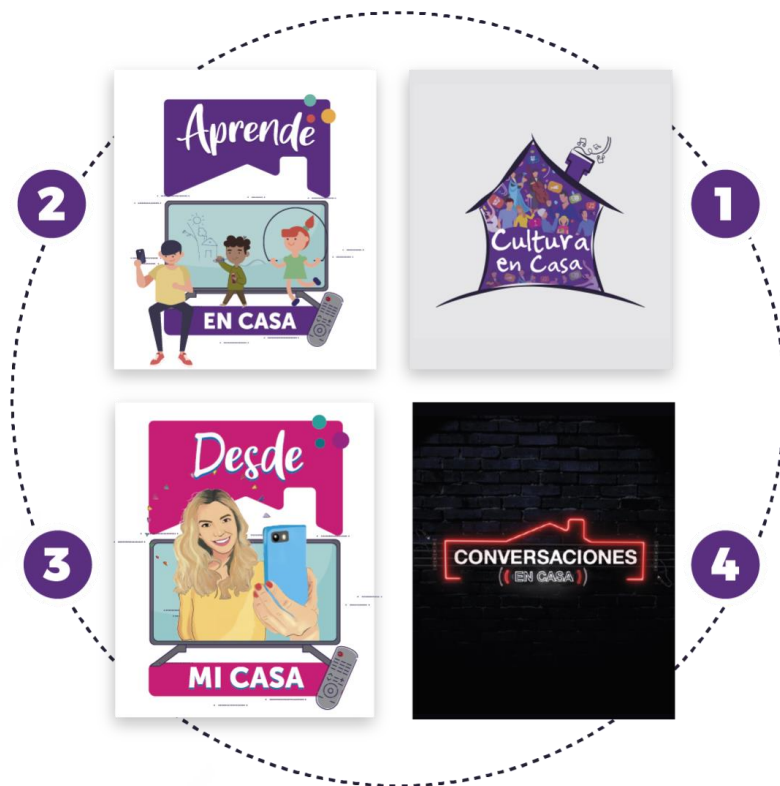 2
Aprende
EN CASA
Cultura
en Casa
1
3
Desde
MI CASA
CONVERSACIONES
EN CASA
4